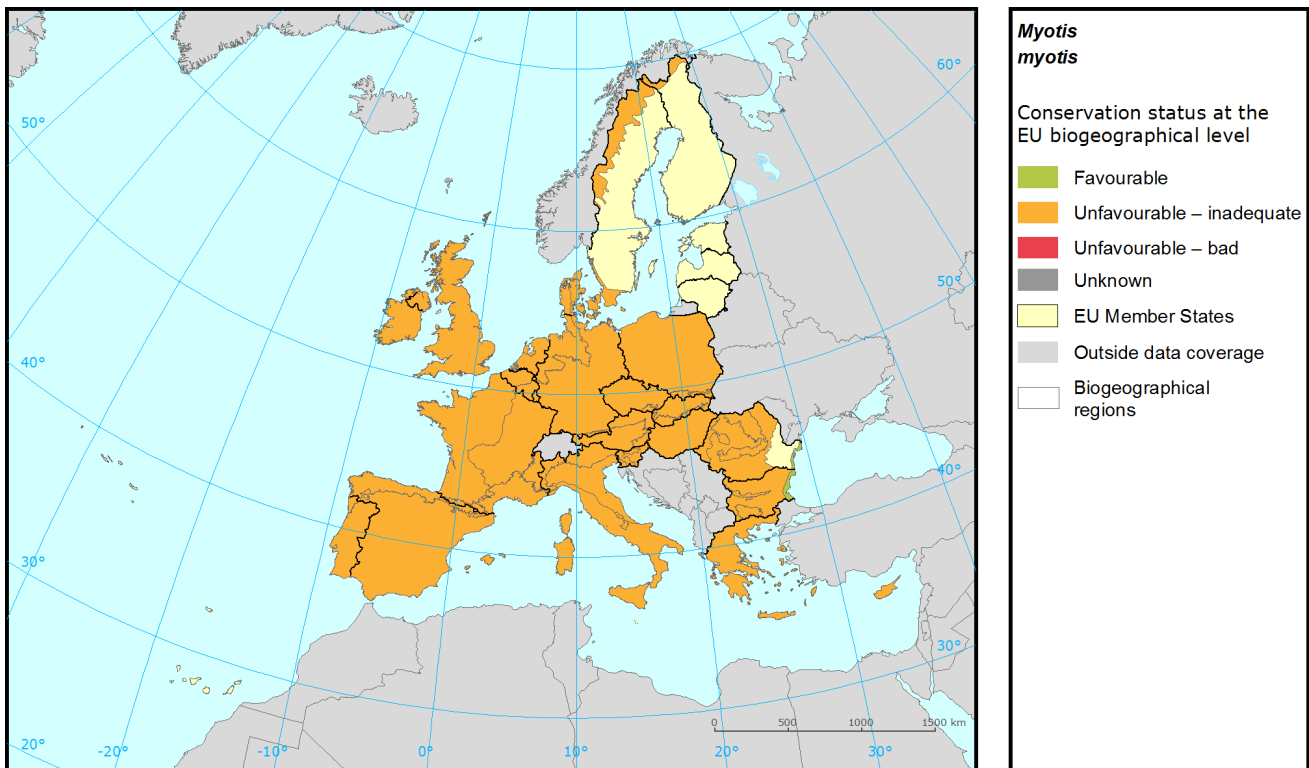 Myotis
myotis
Conservation status at the
EU biogeographical level
Favourable
Unfavourable – inadequate
Unfavourable – bad
Unknown
EU Member States
Outside data coverage
Biogeographical
regions
60°
50°
50°
40°
40°
30°
30°
0 500 1000 1500 km
20° -20° -10° 0° 10° 20° 30°